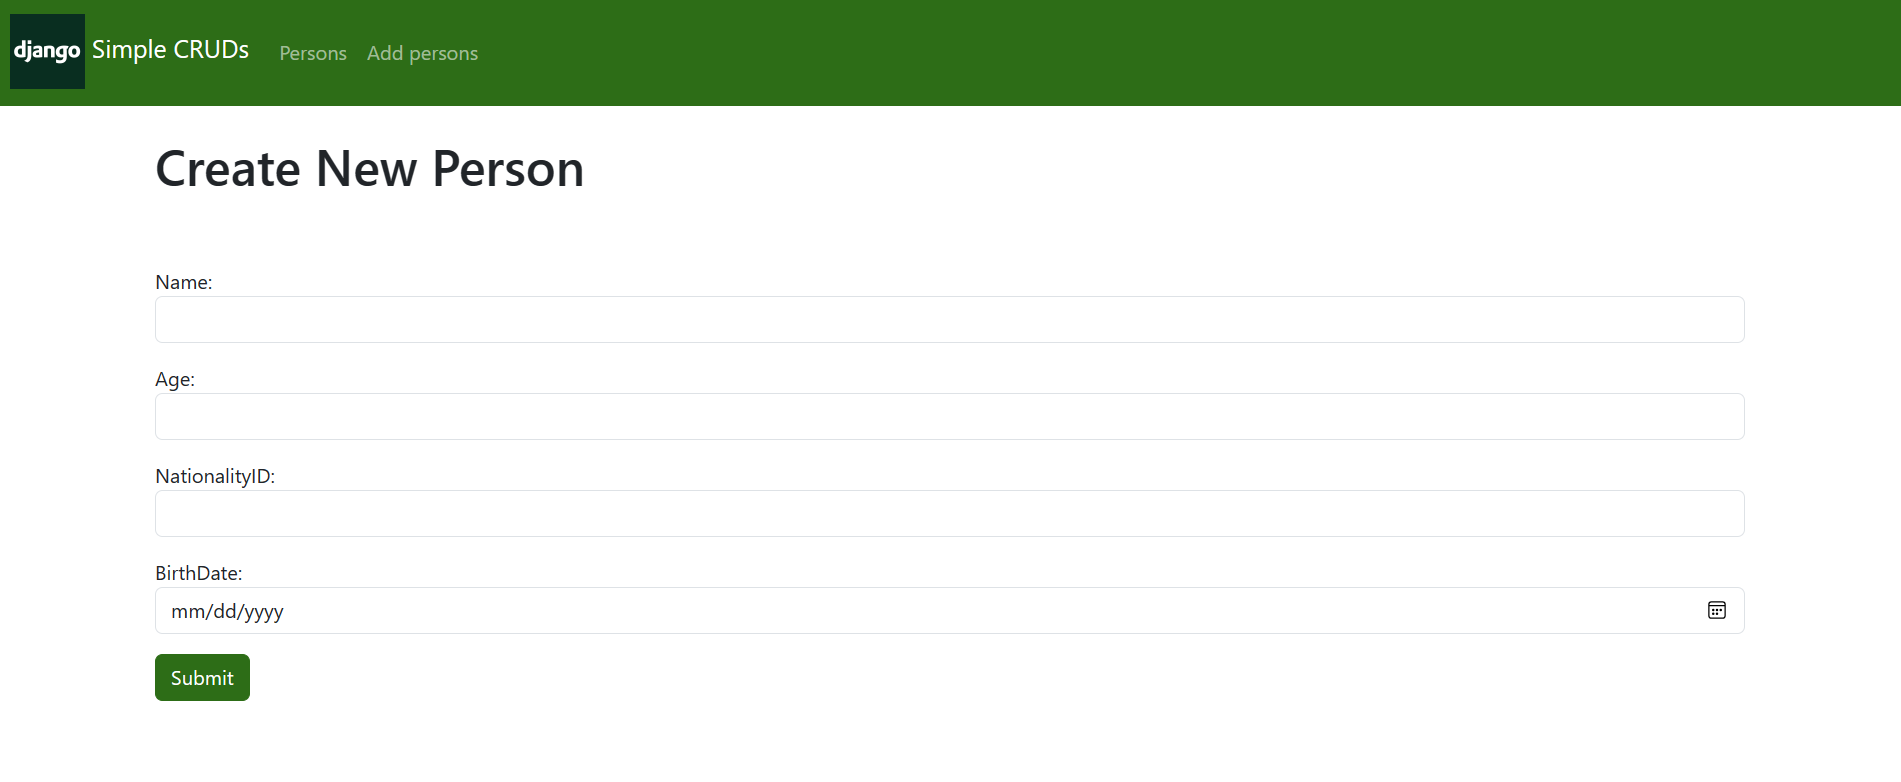 django Simple CRUDs Persons Add persons
Create New Person
Name:
Age:
NationalityID:
BirthDate:
mm/dd/yyyy
Submit